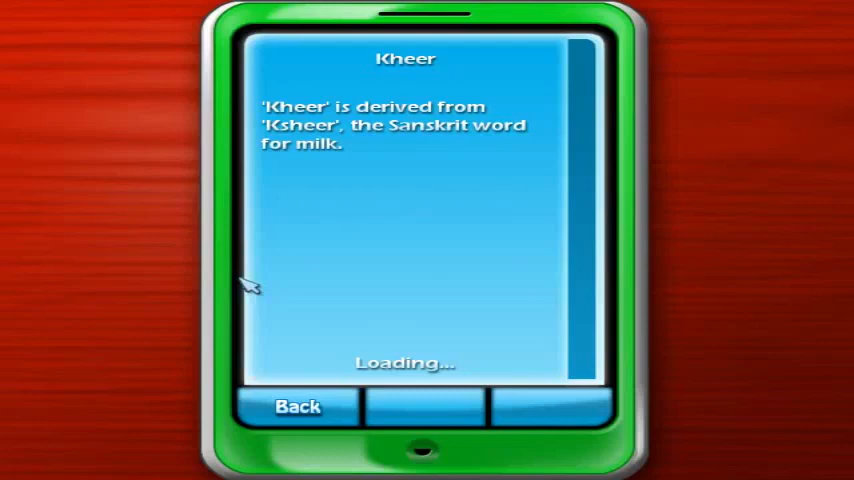 Kheer
'Kheer' is derived from
'Ksheer', the Sanskrit word
for milk.
Loading...
Back